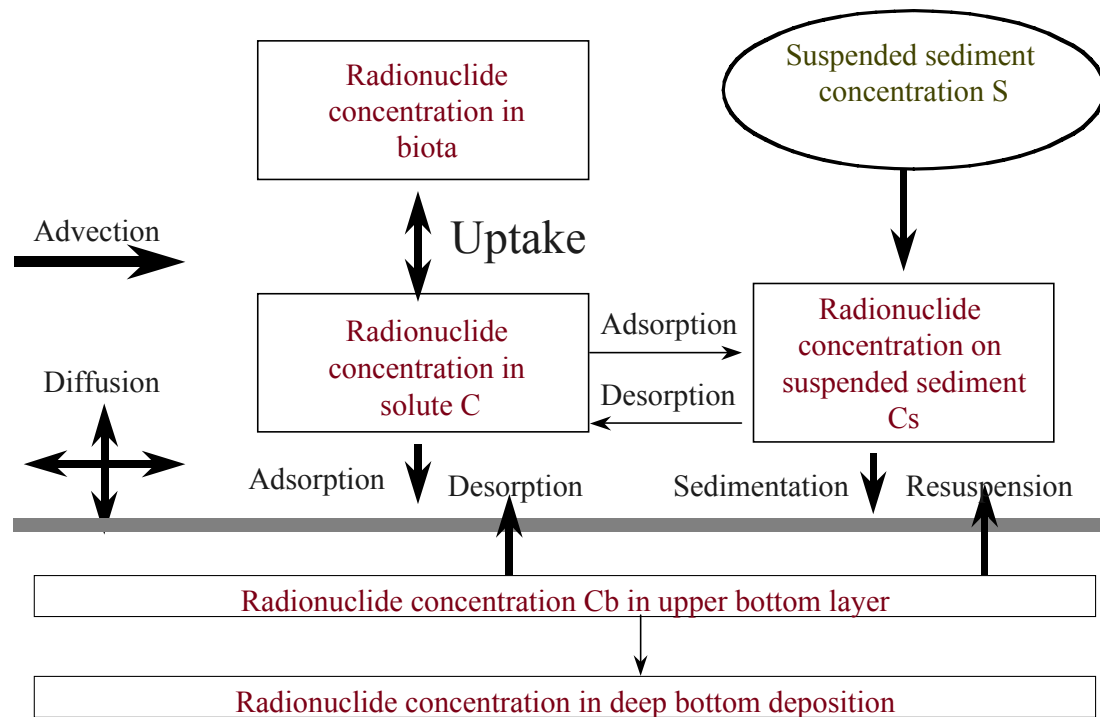 Radionuclide
concentration in
biota
Suspended sediment
concentration S
Advection
Uptake
Radionuclide
concentration in
solute C
Adsorption
Desorption
Radionuclide
concentration on
suspended sediment
Cs
Diffusion
Adsorption
Desorption
Sedimentation
Resuspension
Radionuclide concentration Cb in upper bottom layer
Radionuclide concentration in deep bottom deposition